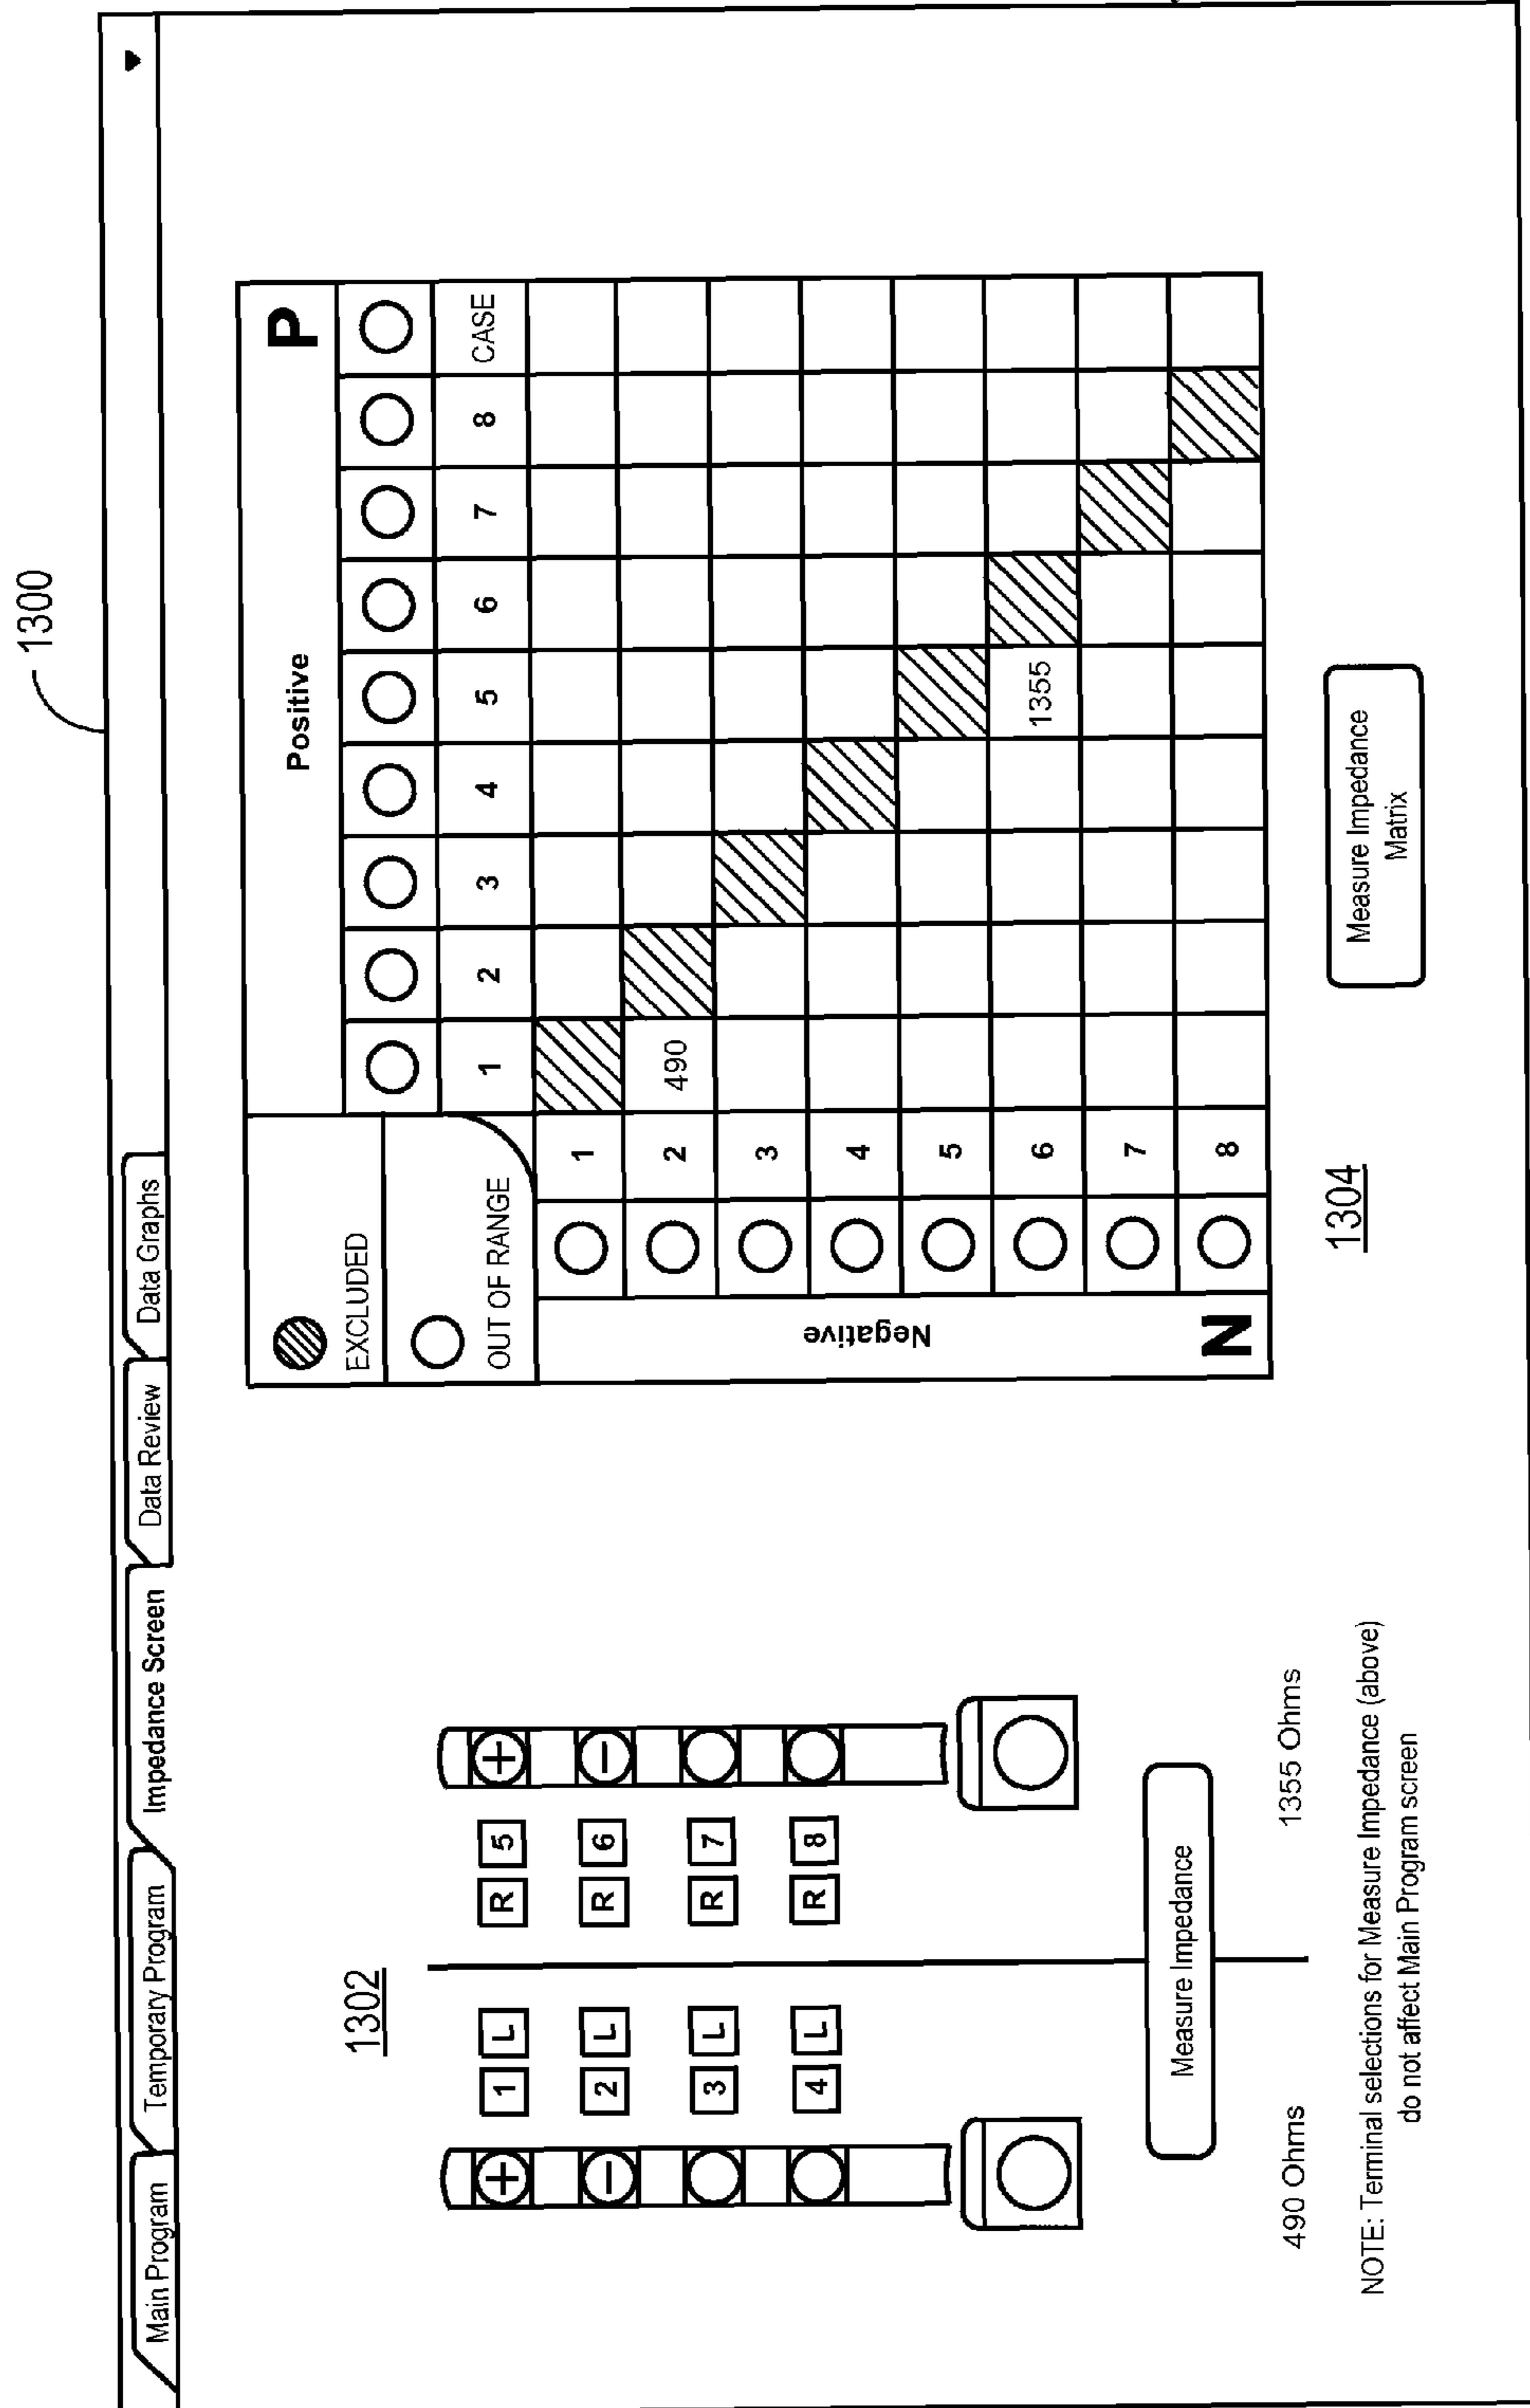 1300
Main Program
Temporary Program
Impedance Screen
Data Review
Data Graphs
1302
+ 1 L R 5 +
− 2 L R 6 −
3 L R 7
4 L R 8
Measure Impedance
490 Ohms
1355 Ohms
NOTE: Terminal selections for Measure Impedance (above)
do not affect Main Program screen
EXCLUDED
OUT OF RANGE
Positive
P
1 2 3 4 5 6 7 8 CASE
Negative
N
1
2 490
3
4
5
6 1355
7
8
1304
Measure Impedance
Matrix